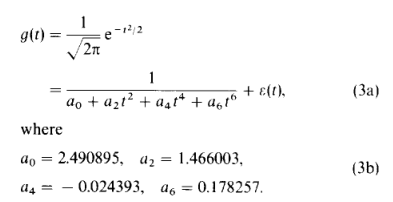 g(t) = 1/√2π e^{-t²/2}
= 1/(a₀ + a₂t² + a₄t⁴ + a₆t⁶) + ε(t), (3a)
where
a₀ = 2.490895, a₂ = 1.466003,
(3b)
a₄ = − 0.024393, a₆ = 0.178257.